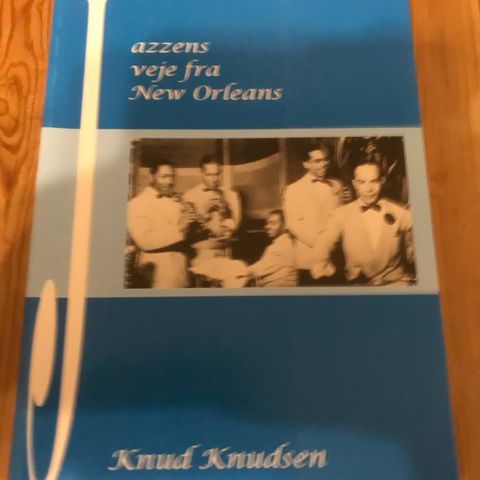 Jazzens
veje fra
New Orleans
Knud Knudsen